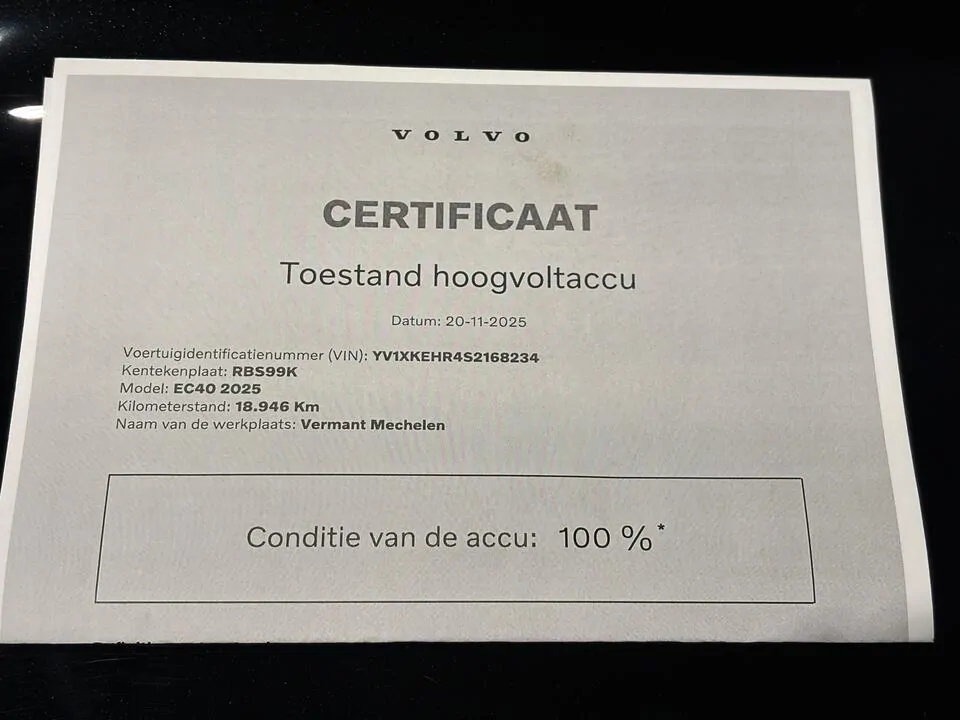 VOLVO
CERTIFICAAT
Toestand hoogvoltaccu
Datum: 20-11-2025
Voertuigidentificatienummer (VIN): YV1XKEHR4S2168234
Kentekenplaat: RBS99K
Model: EC40 2025
Kilometerstand: 18.946 Km
Naam van de werkplaats: Vermant Mechelen
Conditie van de accu: 100 %*